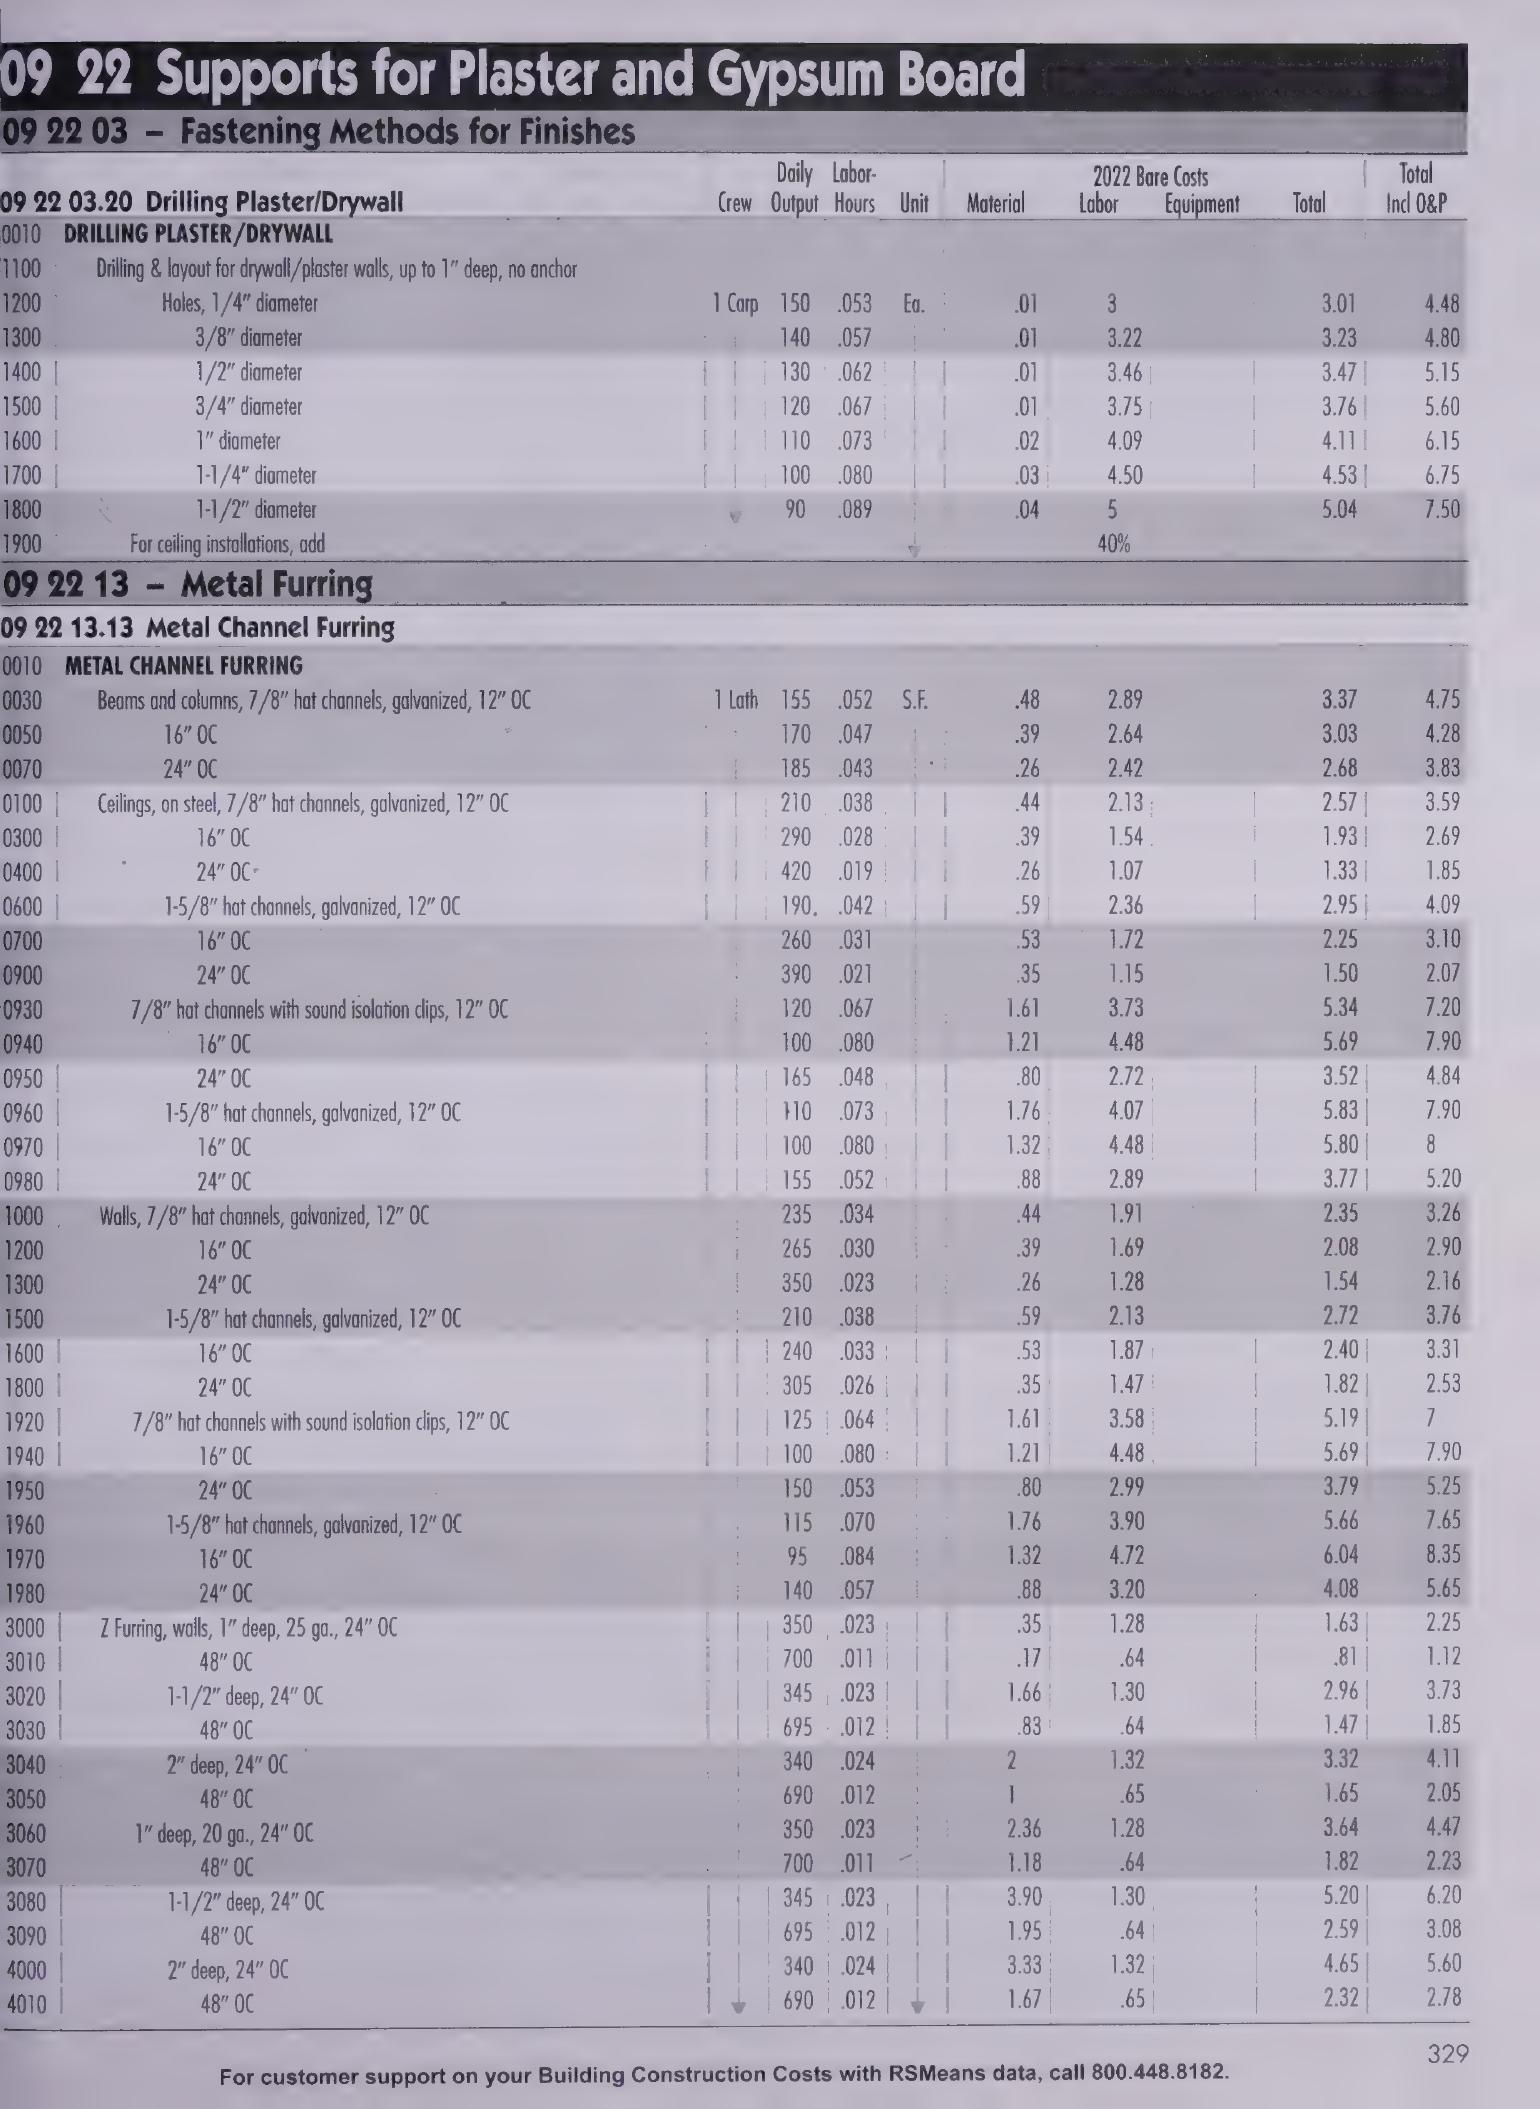 09 22 Supports for Plaster and Gypsum Board
09 22 03 – Fastening Methods for Finishes
Daily Labor- 2022 Bare Costs Total
09 22 03.20 Drilling Plaster/Drywall Crew Output Hours Unit Material Labor Equipment Total Incl O&P
0010 DRILLING PLASTER/DRYWALL
1100 Drilling & layout for drywall/plaster walls, up to 1" deep, no anchor
1200 Holes, 1/4" diameter 1 Carp 150 .053 Ea. .01 3 3.01 4.48
1300 3/8" diameter 140 .057 .01 3.22 3.23 4.80
1400 1/2" diameter 130 .062 .01 3.46 3.47 5.15
1500 3/4" diameter 120 .067 .01 3.75 3.76 5.60
1600 1" diameter 110 .073 .02 4.09 4.11 6.15
1700 1-1/4" diameter 100 .080 .03 4.50 4.53 6.75
1800 1-1/2" diameter 90 .089 .04 5 5.04 7.50
1900 For ceiling installations, add 40%
09 22 13 – Metal Furring
09 22 13.13 Metal Channel Furring
0010 METAL CHANNEL FURRING
0030 Beams and columns, 7/8" hat channels, galvanized, 12" OC 1 Lath 155 .052 S.F. .48 2.89 3.37 4.75
0050 16" OC 170 .047 .39 2.64 3.03 4.28
0070 24" OC 185 .043 .26 2.42 2.68 3.83
0100 Ceilings, on steel, 7/8" hat channels, galvanized, 12" OC 210 .038 .44 2.13 2.57 3.59
0300 16" OC 290 .028 .39 1.54 1.93 2.69
0400 24" OC 420 .019 .26 1.07 1.33 1.85
0600 1-5/8" hat channels, galvanized, 12" OC 190 .042 .59 2.36 2.95 4.09
0700 16" OC 260 .031 .53 1.72 2.25 3.10
0900 24" OC 390 .021 .35 1.15 1.50 2.07
0930 7/8" hat channels with sound isolation clips, 12" OC 120 .067 1.61 3.73 5.34 7.20
0940 16" OC 100 .080 1.21 4.48 5.69 7.90
0950 24" OC 165 .048 .80 2.72 3.52 4.84
0960 1-5/8" hat channels, galvanized, 12" OC 110 .073 1.76 4.07 5.83 7.90
0970 16" OC 100 .080 1.32 4.48 5.80 8
0980 24" OC 155 .052 .88 2.89 3.77 5.20
1000 Walls, 7/8" hat channels, galvanized, 12" OC 235 .034 .44 1.91 2.35 3.26
1200 16" OC 265 .030 .39 1.69 2.08 2.90
1300 24" OC 350 .023 .26 1.28 1.54 2.16
1500 1-5/8" hat channels, galvanized, 12" OC 210 .038 .59 2.13 2.72 3.76
1600 16" OC 240 .033 .53 1.87 2.40 3.31
1800 24" OC 305 .026 .35 1.47 1.82 2.53
1920 7/8" hat channels with sound isolation clips, 12" OC 125 .064 1.61 3.58 5.19 7
1940 16" OC 100 .080 1.21 4.48 5.69 7.90
1950 24" OC 150 .053 .80 2.99 3.79 5.25
1960 1-5/8" hat channels, galvanized, 12" OC 115 .070 1.76 3.90 5.66 7.65
1970 16" OC 95 .084 1.32 4.72 6.04 8.35
1980 24" OC 140 .057 .88 3.20 4.08 5.65
3000 Z Furring, walls, 1" deep, 25 ga., 24" OC 350 .023 .35 1.28 1.63 2.25
3010 48" OC 700 .011 .17 .64 .81 1.12
3020 1-1/2" deep, 24" OC 345 .023 1.66 1.30 2.96 3.73
3030 48" OC 695 .012 .83 .64 1.47 1.85
3040 2" deep, 24" OC 340 .024 2 1.32 3.32 4.11
3050 48" OC 690 .012 1 .65 1.65 2.05
3060 1" deep, 20 ga., 24" OC 350 .023 2.36 1.28 3.64 4.47
3070 48" OC 700 .011 1.18 .64 1.82 2.23
3080 1-1/2" deep, 24" OC 345 .023 3.90 1.30 5.20 6.20
3090 48" OC 695 .012 1.95 .64 2.59 3.08
4000 2" deep, 24" OC 340 .024 3.33 1.32 4.65 5.60
4010 48" OC 690 .012 1.67 .65 2.32 2.78
For customer support on your Building Construction Costs with RSMeans data, call 800.448.8182.
329